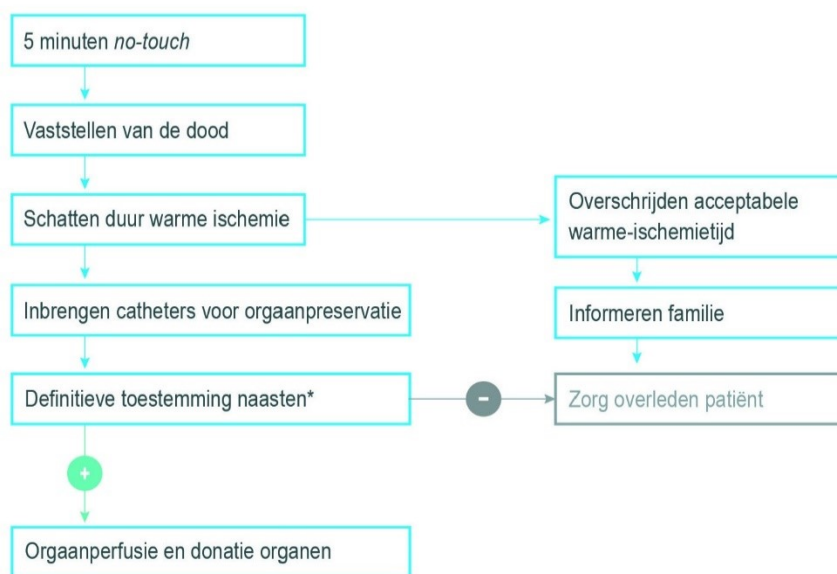 5 minuten no-touch
Vaststellen van de dood
Schatten duur warme ischemie
Overschrijden acceptabele
warme-ischemietijd
Inbrengen catheters voor orgaanpreservatie
Informeren familie
Definitieve toestemming naasten*
-
Zorg overleden patiënt
+
Orgaanperfusie en donatie organen